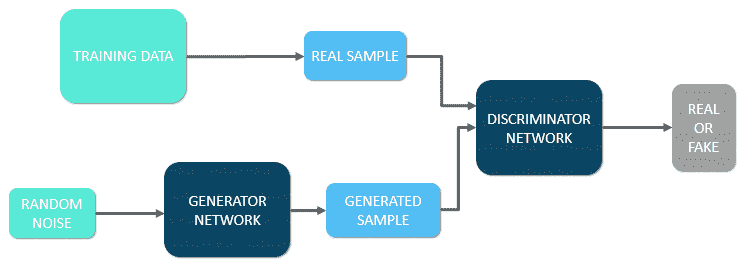 TRAINING DATA
REAL SAMPLE
DISCRIMINATOR
NETWORK
REAL
OR
FAKE
RANDOM
NOISE
GENERATOR
NETWORK
GENERATED
SAMPLE